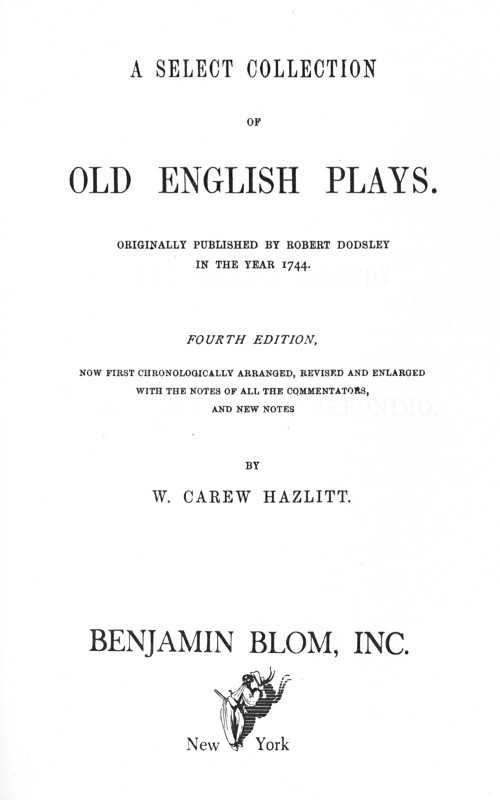 A SELECT COLLECTION
OF
OLD ENGLISH PLAYS.
ORIGINALLY PUBLISHED BY ROBERT DODSLEY
IN THE YEAR 1744.
FOURTH EDITION,
NOW FIRST CHRONOLOGICALLY ARRANGED, REVISED AND ENLARGED
WITH THE NOTES OF ALL THE COMMENTATORS,
AND NEW NOTES
BY
W. CAREW HAZLITT.
BENJAMIN BLOM, INC.
New York